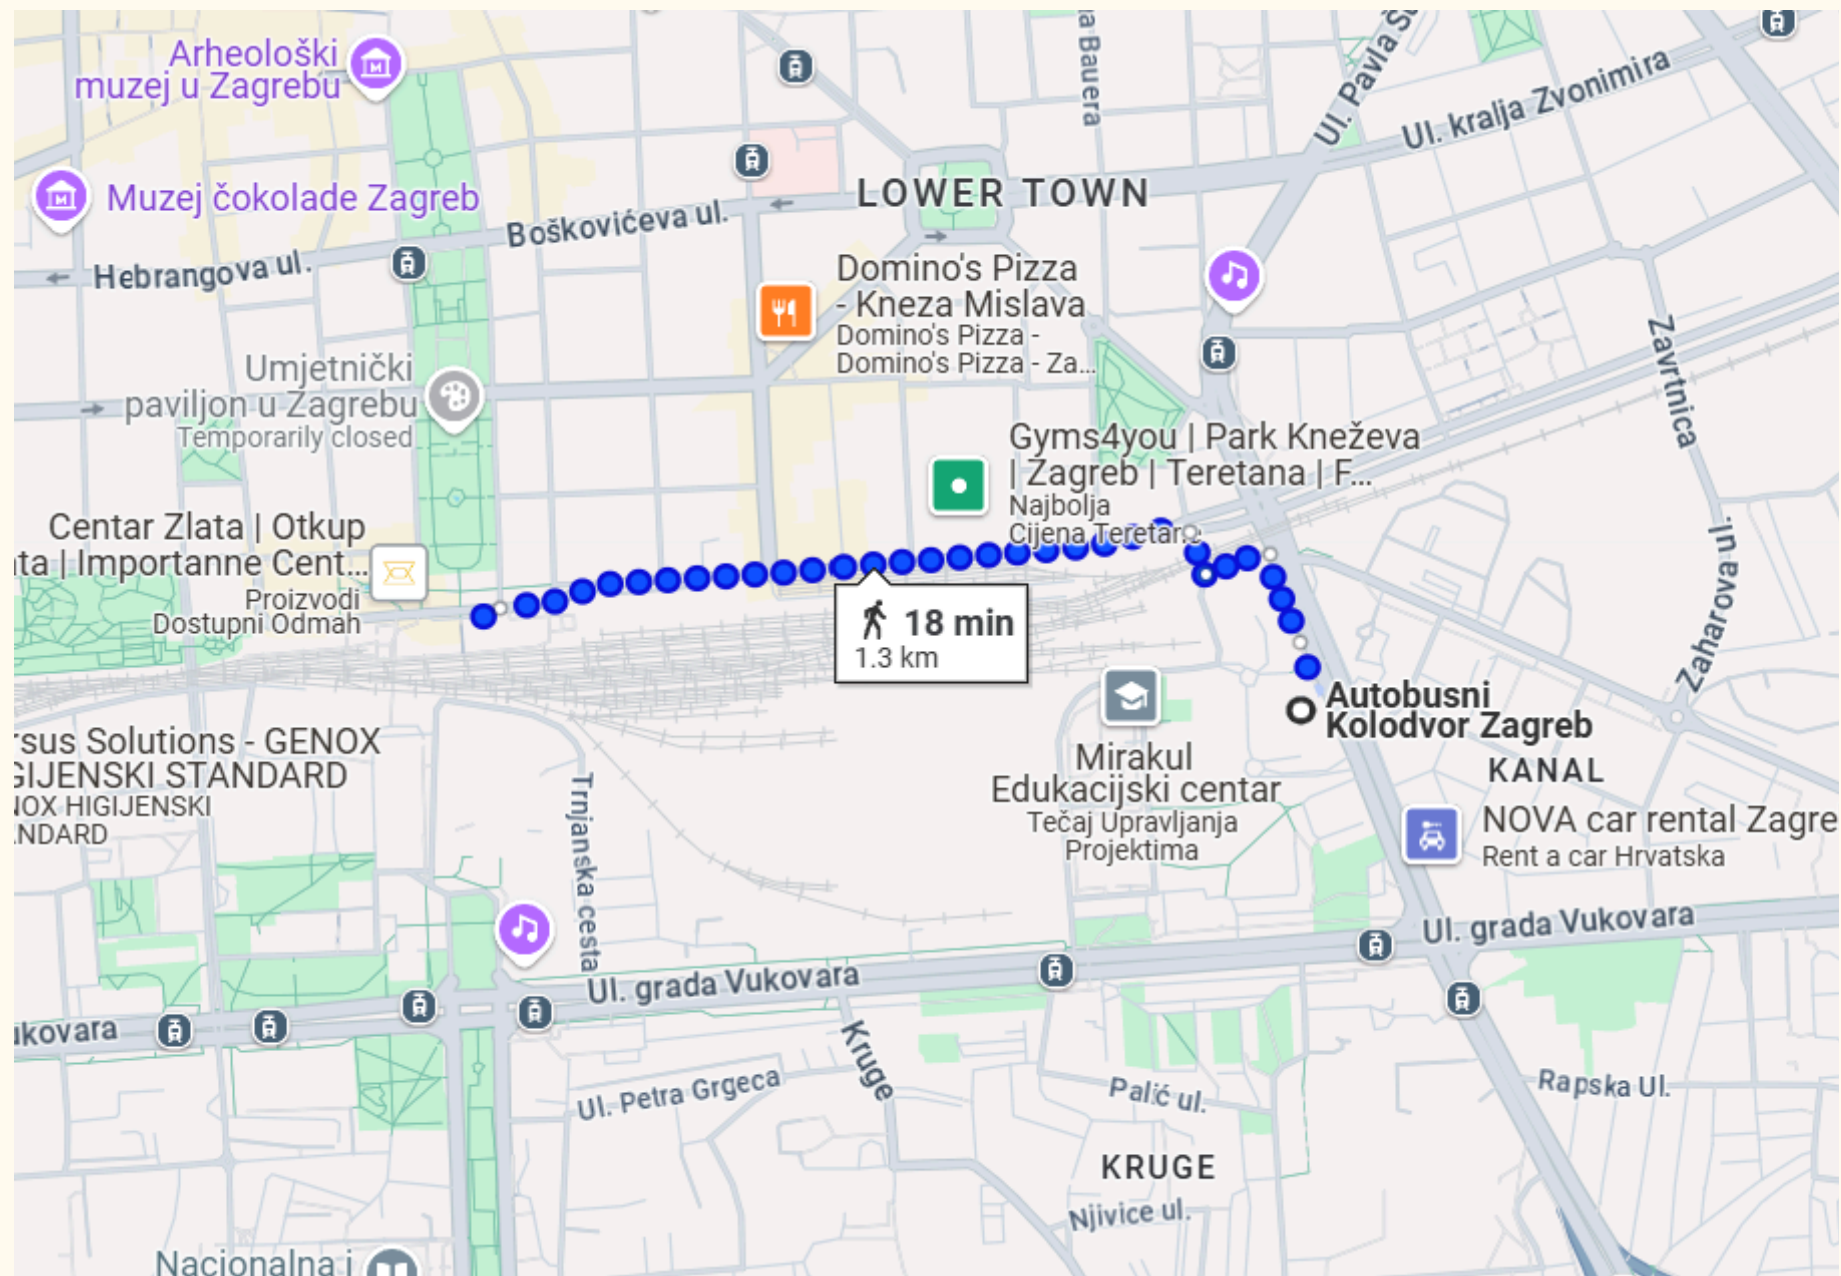 Arheološki
muzej u Zagrebu
a Bauera
Ul. Pavla Š
Ul. kralja Zvonimira
Muzej čokolade Zagreb
LOWER TOWN
Boškovićeva ul.
Hebrangova ul.
Domino's Pizza
- Kneza Mislava
Domino's Pizza -
Domino's Pizza - Za...
Zavrtnica
Umjetnički
paviljon u Zagrebu
Temporarily closed
Gyms4you | Park Kneževa
| Zagreb | Teretana | F...
Najbolja
Cijena Teretane
Centar Zlata | Otkup
ta | Importanne Cent...
Proizvodi
Dostupni Odmah
Zaharova ul.
18 min
1.3 km
Autobusni
Kolodvor Zagreb
KANAL
rsus Solutions - GENOX
GIJENSKI STANDARD
NOX HIGIJENSKI
ANDARD
Trnjanska cesta
Mirakul
Edukacijski centar
Tečaj Upravljanja
Projektima
NOVA car rental Zagre
Rent a car Hrvatska
Ul. grada Vukovara
Ul. grada Vukovara
ukovara
Kruge
Ul. Petra Grgeca
Palić ul.
Rapska Ul.
KRUGE
Njivice ul.
Nacionalna i